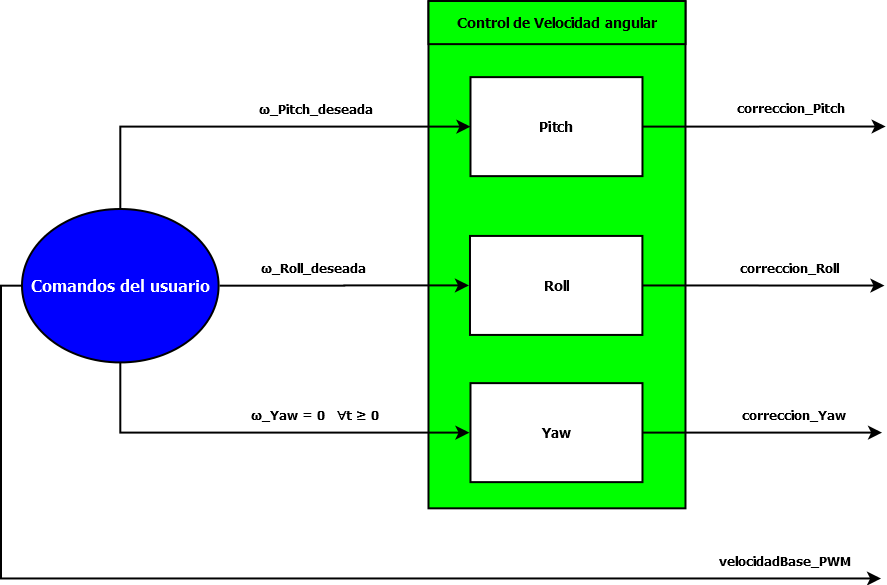 Control de Velocidad angular
ω_Pitch_deseada
Pitch
correccion_Pitch
Comandos del usuario
ω_Roll_deseada
Roll
correccion_Roll
ω_Yaw = 0 ∀t ≥ 0
Yaw
correccion_Yaw
velocidadBase_PWM